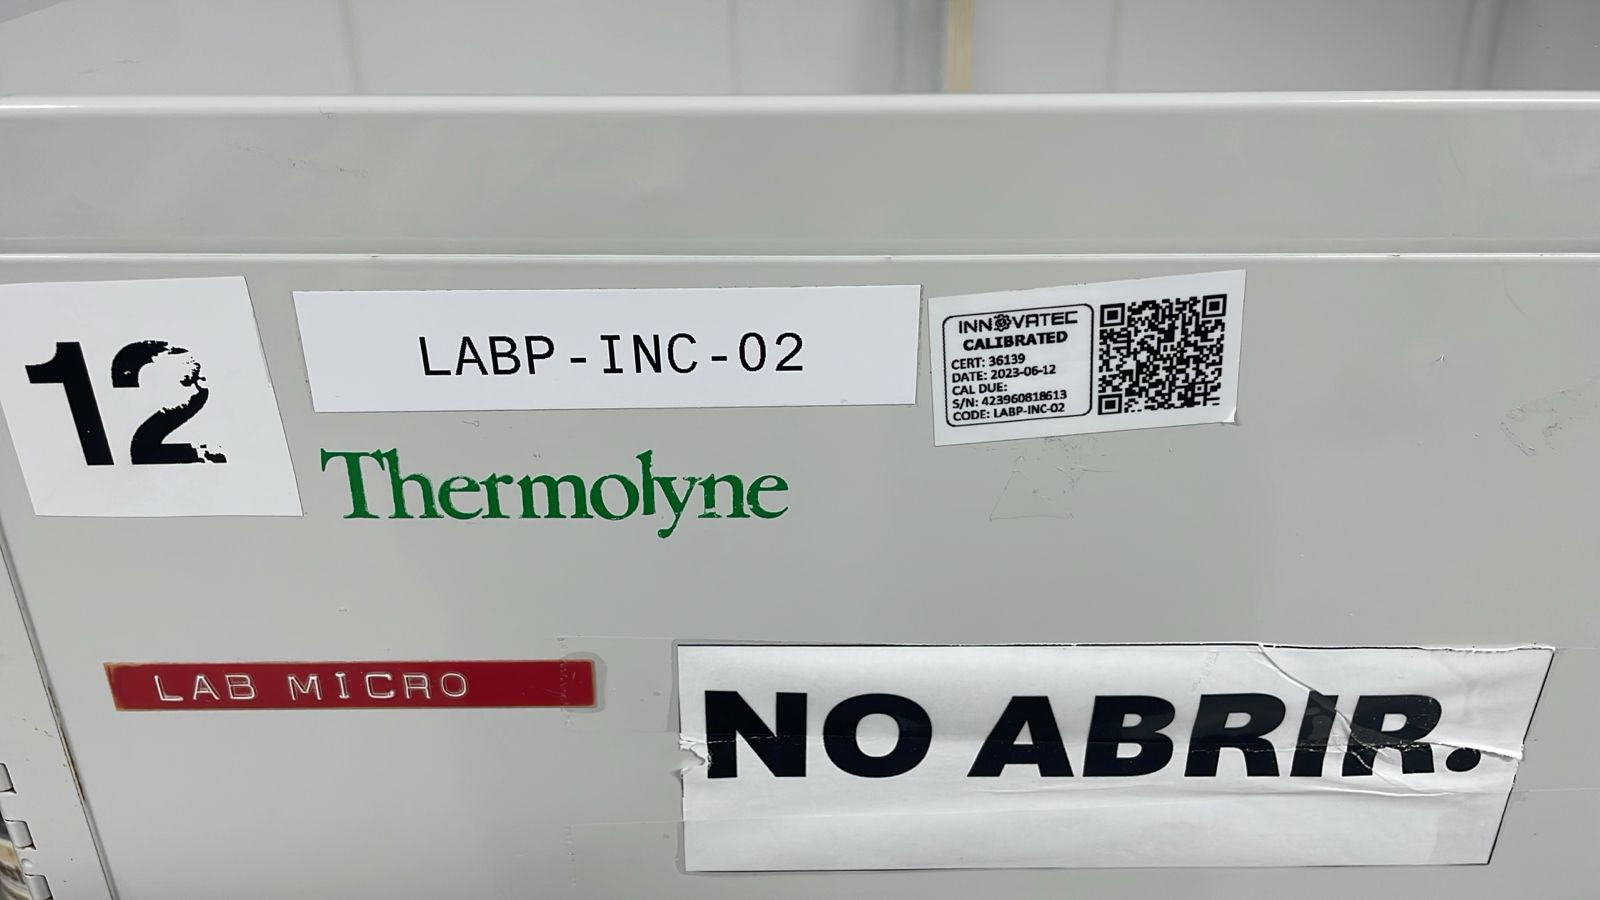 12
LABP-INC-02
INNOVATEC
CALIBRATED
CERT: 36139
DATE: 2023-06-12
CAL DUE:
S/N: 423960818613
CODE: LABP-INC-02
Thermolyne
LAB MICRO
NO ABRIR.